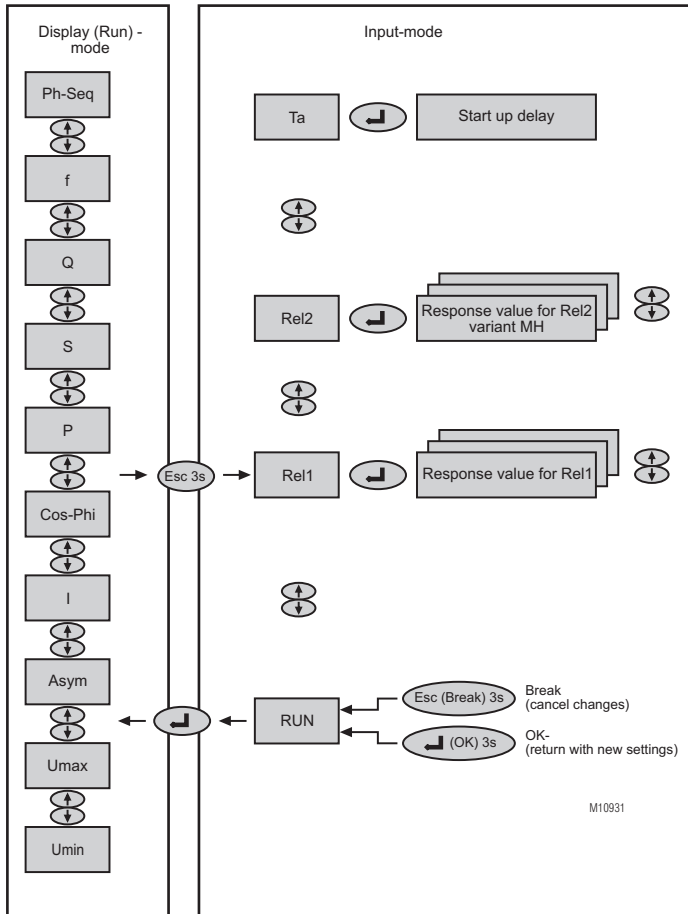 Display (Run) -
mode
Ph-Seq
f
Q
S
P
Cos-Phi
I
Asym
Umax
Umin
Esc 3s
Input-mode
Ta
Start up delay
Rel2
Response value for Rel2
variant MH
Rel1
Response value for Rel1
RUN
Esc (Break) 3s
Break
(cancel changes)
(OK) 3s
OK-
(return with new settings)
M10931